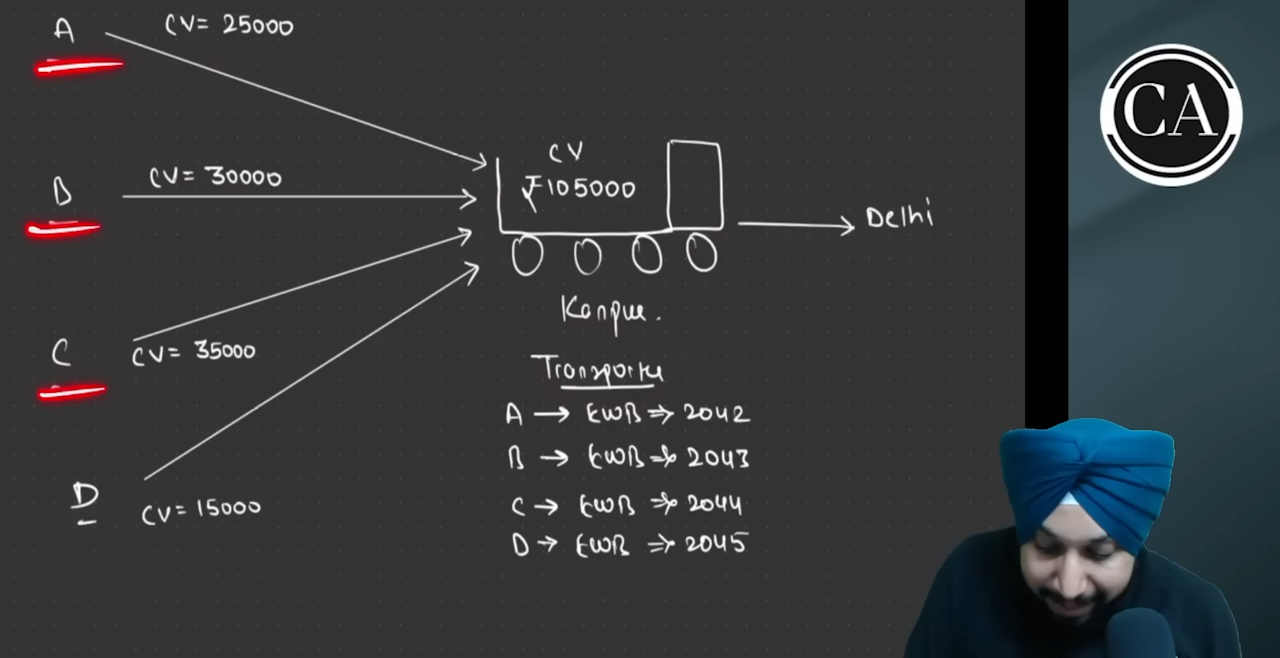 A
CV = 25000
B
CV = 30000
C
CV = 35000
D
CV = 15000
CV
₹105000
Delhi
Kanpur.
Transporter
A → EWB ⇒ 2042
B → EWB ⇒ 2043
C → EWB ⇒ 2044
D → EWB ⇒ 2045
CA